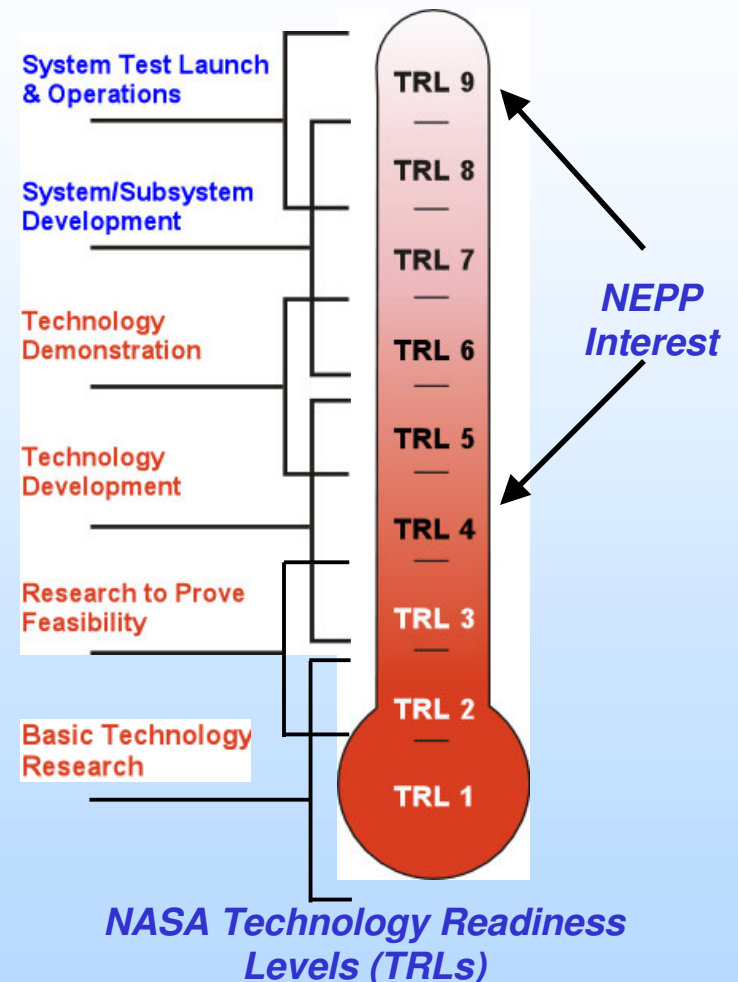 System Test Launch
& Operations
System/Subsystem
Development
Technology
Demonstration
Technology
Development
Research to Prove
Feasibility
Basic Technology
Research
TRL 9
TRL 8
TRL 7
TRL 6
TRL 5
TRL 4
TRL 3
TRL 2
TRL 1
NEPP
Interest
NASA Technology Readiness
Levels (TRLs)